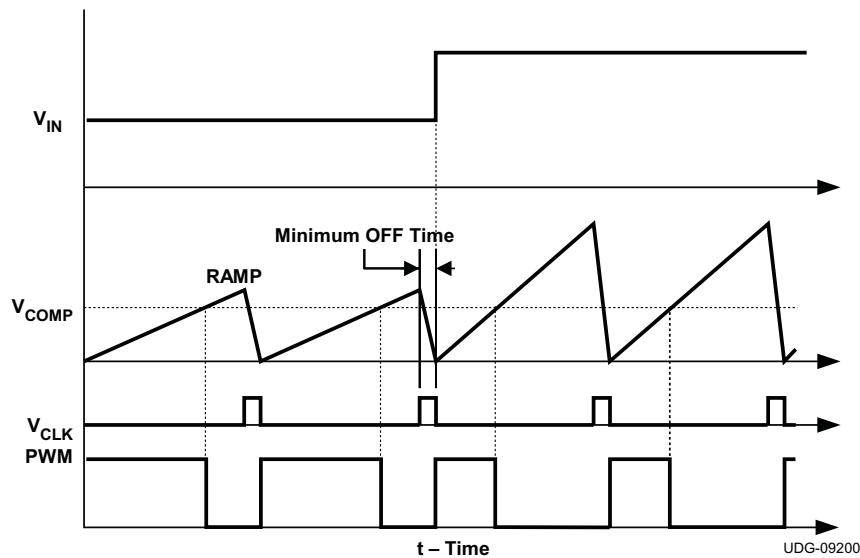 V_IN
Minimum OFF Time
RAMP
V_COMP
V_CLK
PWM
t – Time
UDG-09200